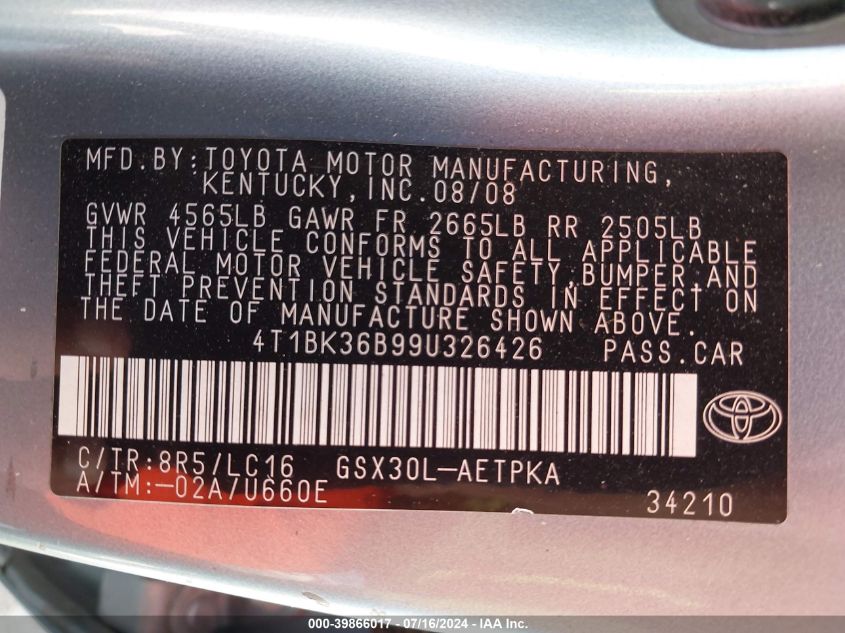 MFD.BY:TOYOTA MOTOR MANUFACTURING,
KENTUCKY,INC.08/08
GVWR 4565LB GAWR FR 2665LB RR 2505LB
THIS VEHICLE CONFORMS TO ALL APPLICABLE
FEDERAL MOTOR VEHICLE SAFETY,BUMPER,AND
THEFT PREVENTION STANDARDS IN EFFECT ON
THE DATE OF MANUFACTURE SHOWN ABOVE.
4T1BK36B99U326426 PASS.CAR
C/TR:8R5/LC16 GSX30L-AETPKA
A/TM:-02A/U660E 34210
000-39866017 - 07/16/2024 - IAA, Inc.